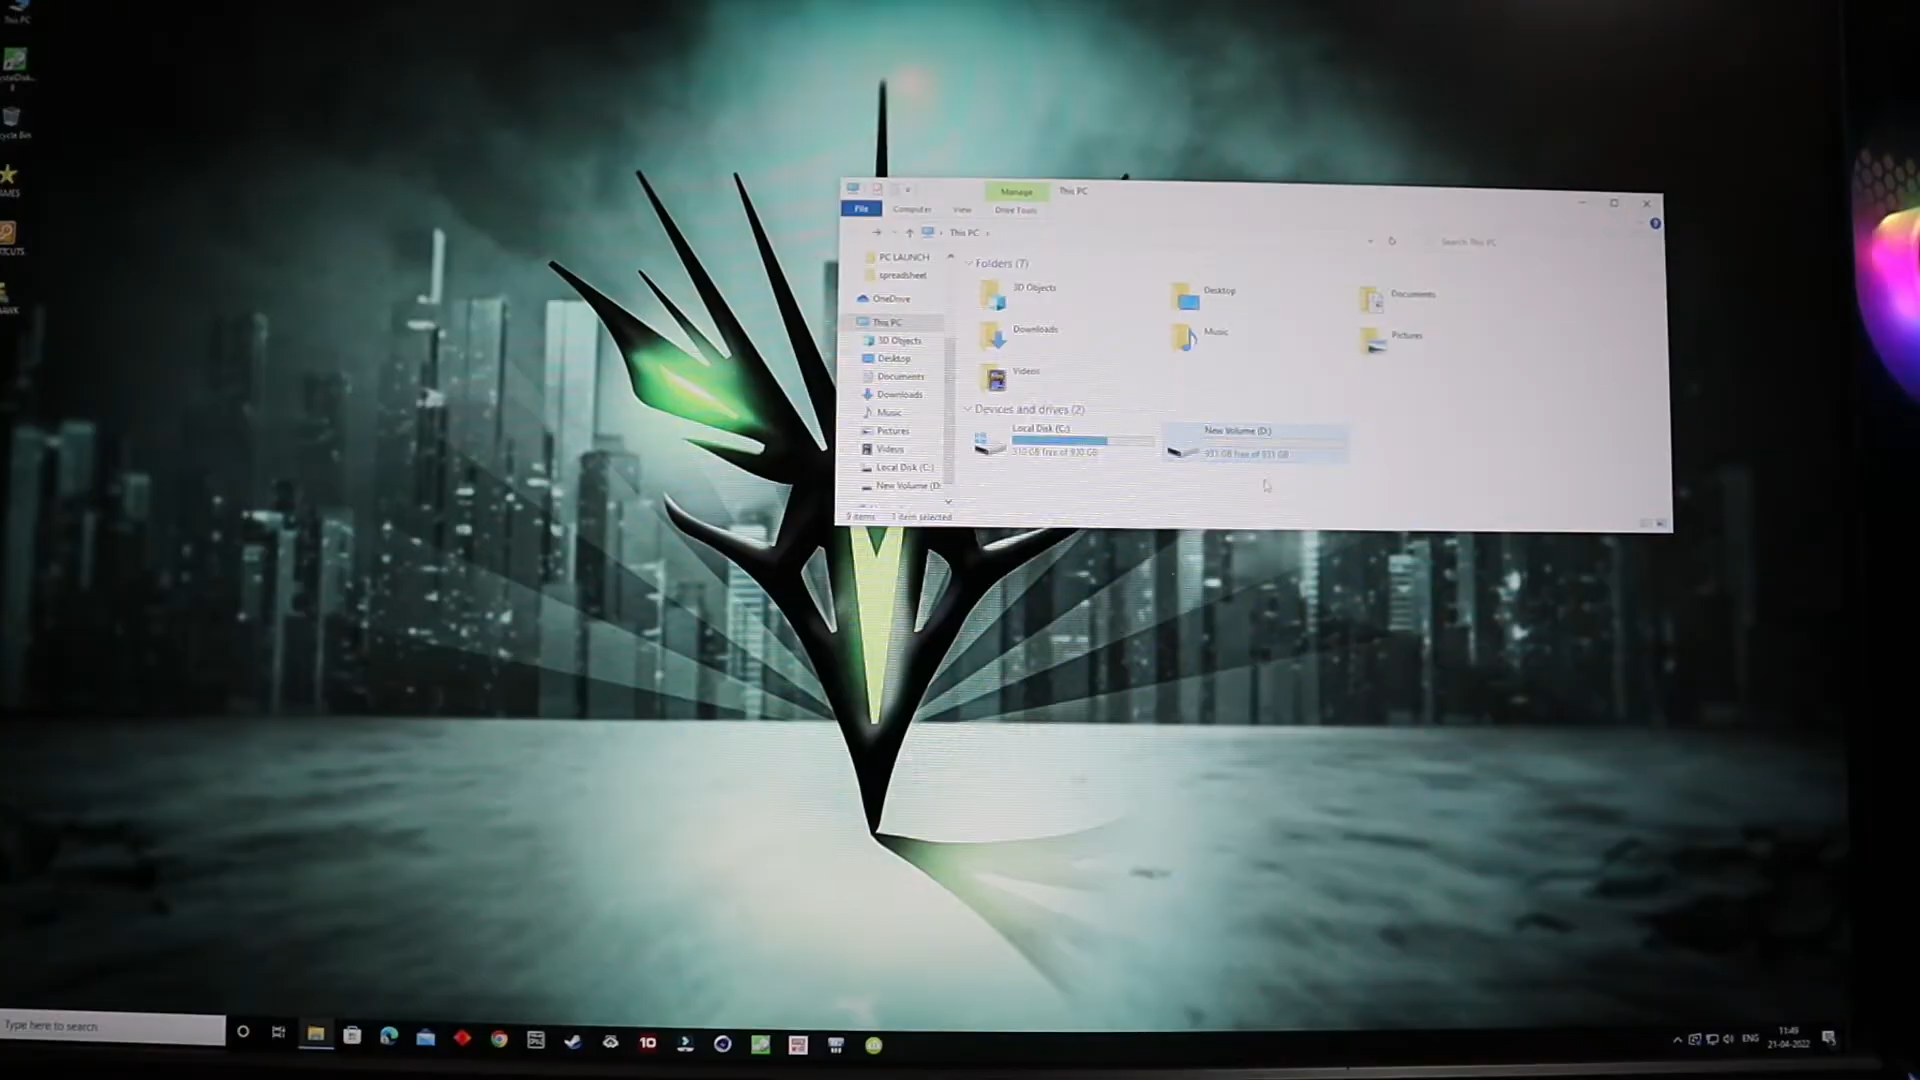 This PC
Manage
This PC
File
Computer
View
Drive Tools
This PC
Search This PC
PC LAUNCH
spreadsheet
OneDrive
This PC
3D Objects
Desktop
Documents
Downloads
Music
Pictures
Videos
Local Disk (C:)
New Volume (D:
Folders (7)
3D Objects
Desktop
Documents
Downloads
Music
Pictures
Videos
Devices and drives (2)
Local Disk (C:)
310 GB free of 930 GB
New Volume (D:)
931 GB free of 931 GB
9 items
1 item selected
Type here to search
10
ENG
11:49
21-04-2022